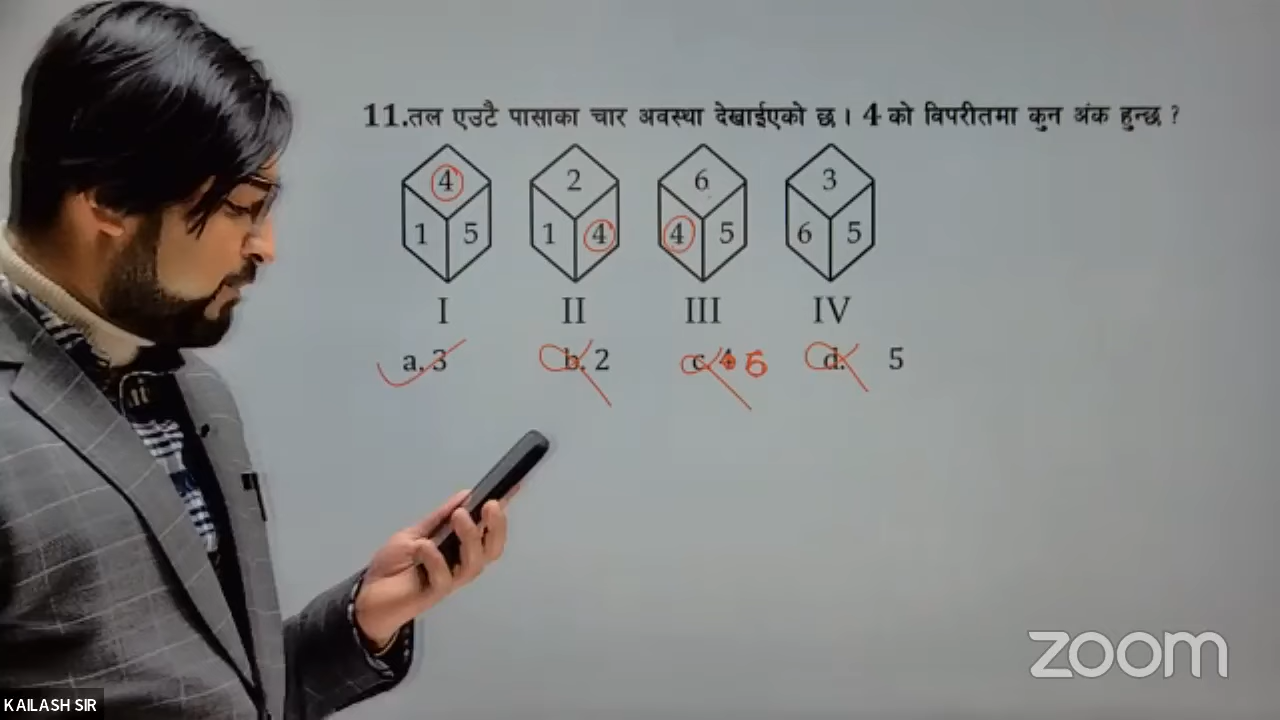 11.तल एउटै पासाका चार अवस्था देखाईएको छ। 4 को विपरीतमा कुन अंक हुन्छ ?
4 2 6 3
1 5 1 4 4 5 6 5
I II III IV
a. 3 b. 2 c. 6 d. 5
zoom
KAILASH SIR